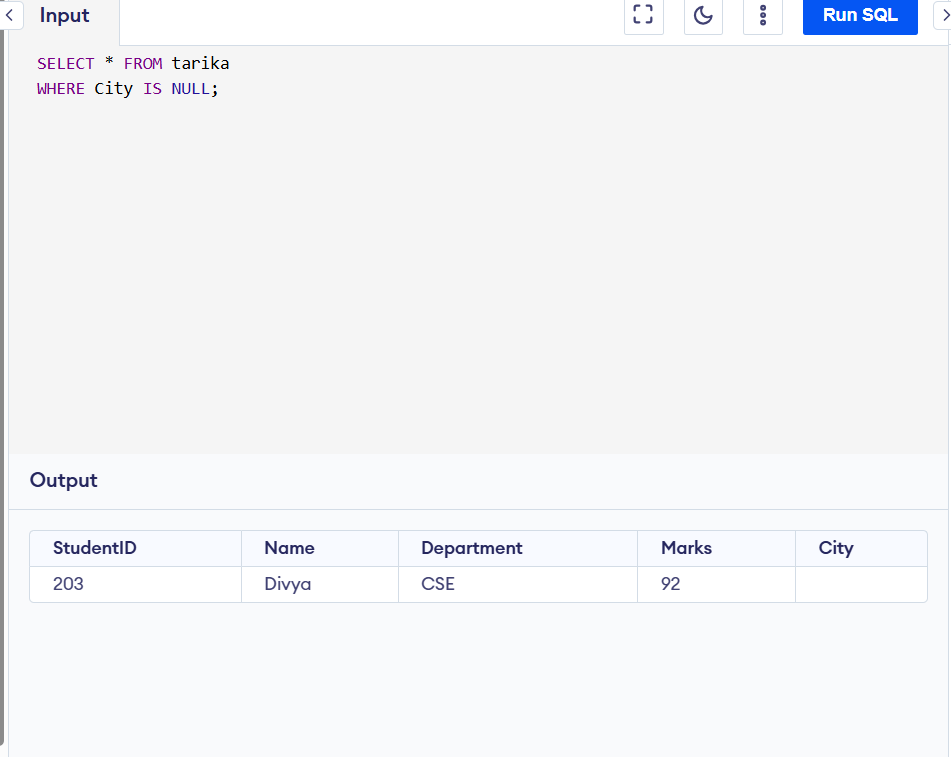 Input
Run SQL
SELECT * FROM tarika
WHERE City IS NULL;
Output
StudentID Name Department Marks City
203 Divya CSE 92